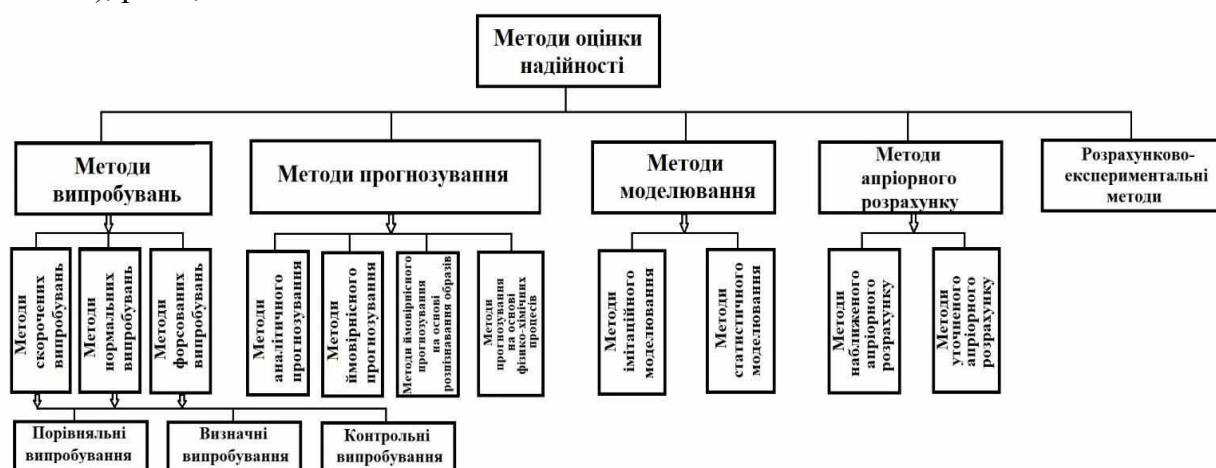 Методи оцінки
надійності
Методи
випробувань
Методи прогнозування
Методи
моделювання
Методи
апріорного
розрахунку
Розрахунково-
експериментальні
методи
Методи
скорочених
випробувань
Методи
нормальних
випробувань
Методи
форсованих
випробувань
Методи
аналітичного
прогнозування
Методи
ймовірнісного
прогнозування
Методи ймовірнісного
прогнозування
на основі
розпізнавання образів
Методи
прогнозування
на основі
фізико-хімічних
процесів
Методи
імітаційного
моделювання
Методи
статистичного
моделювання
Методи
наближеного
апріорного
розрахунку
Методи
уточненого
апріорного
розрахунку
Порівняльні
випробування
Визначні
випробування
Контрольні
випробування